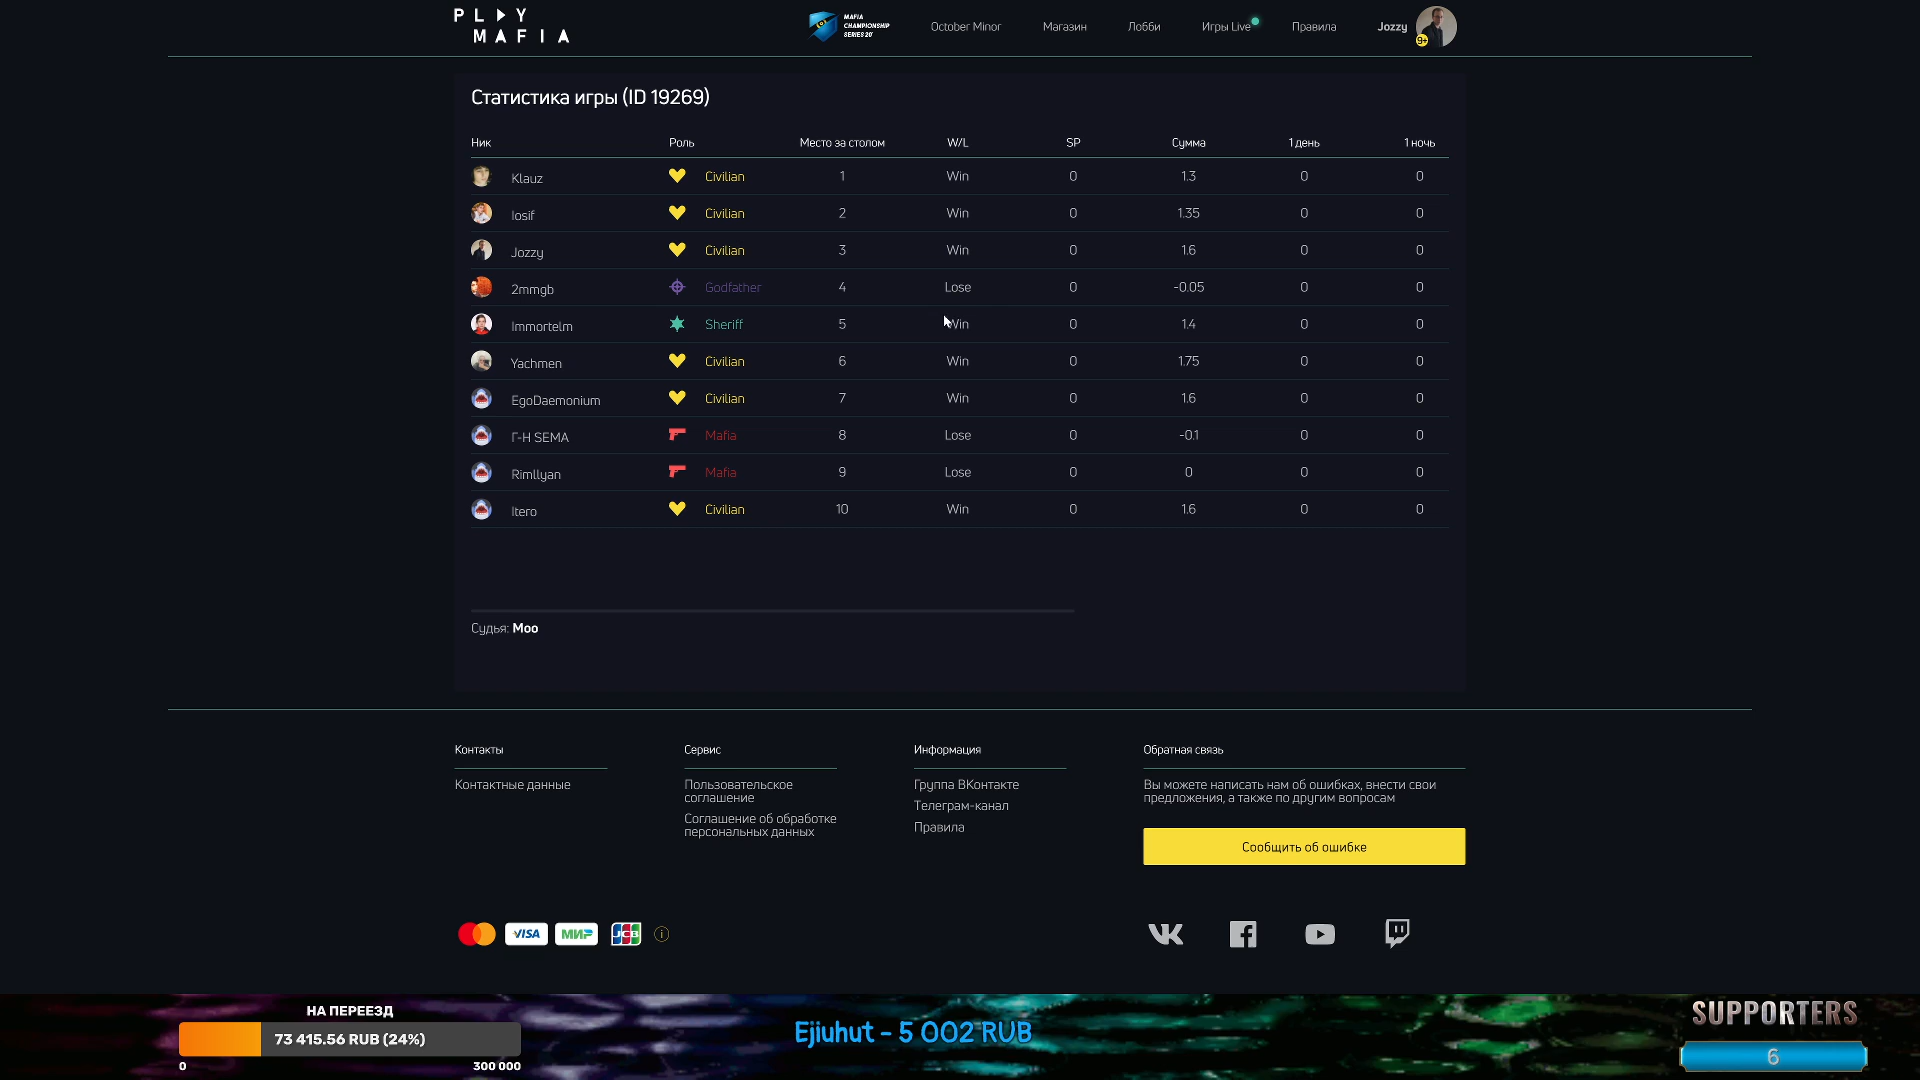 PLAY
MAFIA
MAFIA
CHAMPIONSHIP
SERIES 20'
October Minor
Магазин
Лобби
Игры Live
Правила
Jozzy
9+
Статистика игры (ID 19269)
Ник Роль Место за столом W/L SP Сумма 1 день 1 ночь
Klauz Civilian 1 Win 0 1.3 0 0
Iosif Civilian 2 Win 0 1.35 0 0
Jozzy Civilian 3 Win 0 1.6 0 0
2mmgb Godfather 4 Lose 0 -0.05 0 0
Immortelm Sheriff 5 Win 0 1.4 0 0
Yachmen Civilian 6 Win 0 1.75 0 0
EgoDaemonium Civilian 7 Win 0 1.6 0 0
Г-Н SEMA Mafia 8 Lose 0 -0.1 0 0
Rimllyan Mafia 9 Lose 0 0 0 0
Itero Civilian 10 Win 0 1.6 0 0
Судья: Moo
Контакты
Контактные данные
Сервис
Пользовательское
соглашение
Соглашение об обработке
персональных данных
Информация
Группа ВКонтакте
Телеграм-канал
Правила
Обратная связь
Вы можете написать нам об ошибках, внести свои
предложения, а также по другим вопросам
Сообщить об ошибке
VISA
МИР
JCB
i
НА ПЕРЕЕЗД
73 415.56 RUB (24%)
0 300 000
Ejiuhut - 5 002 RUB
SUPPORTERS
6